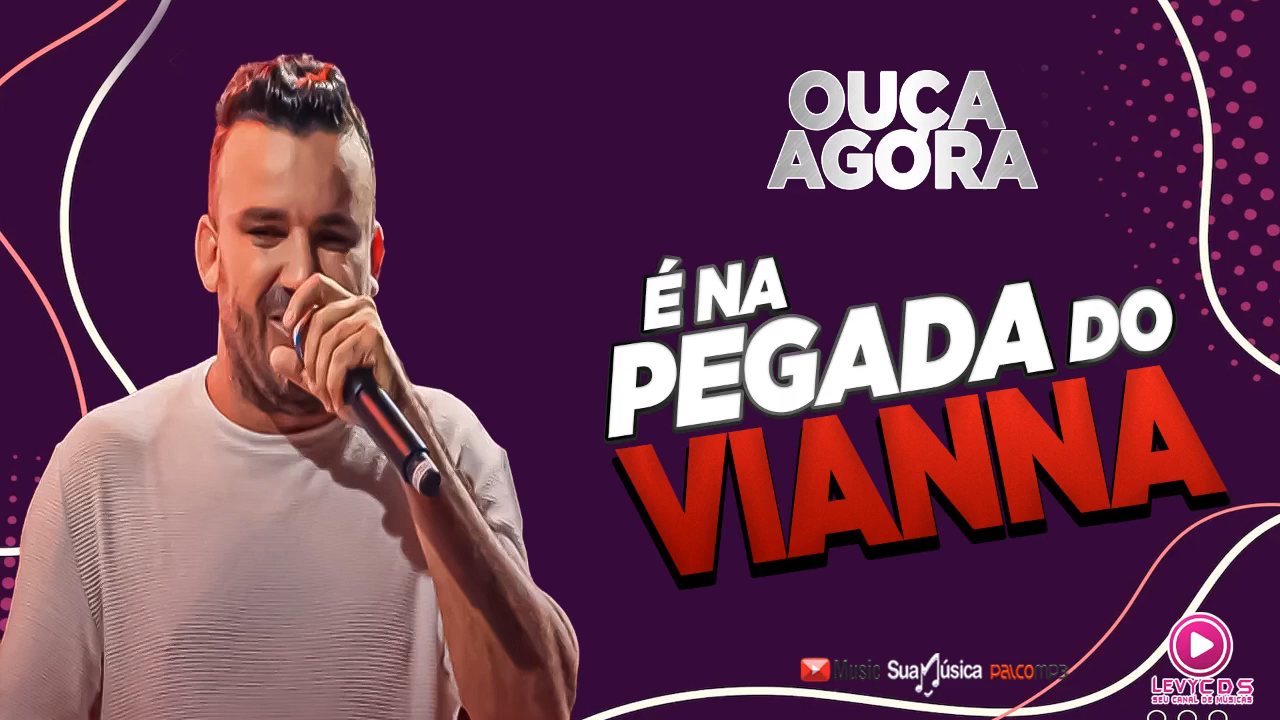 OUÇA
AGORA
É NA
PEGADA DO
VIANNA
Music SuaMúsica palcomp3
LEVYCDS
SEU CANAL DE MÚSICAS